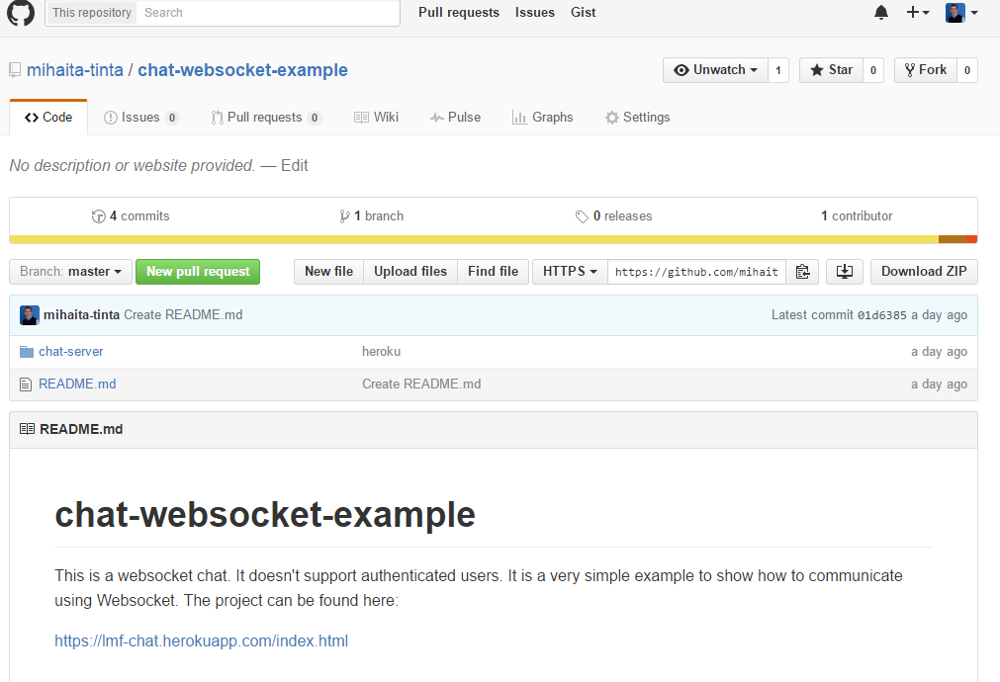 This repository Search Pull requests Issues Gist
mihaita-tinta / chat-websocket-example Unwatch 1 Star 0 Fork 0
Code Issues 0 Pull requests 0 Wiki Pulse Graphs Settings
No description or website provided. — Edit
4 commits 1 branch 0 releases 1 contributor
Branch: master New pull request New file Upload files Find file HTTPS https://github.com/mihait Download ZIP
mihaita-tinta Create README.md Latest commit 01d6385 a day ago
chat-server heroku a day ago
README.md Create README.md a day ago
README.md
chat-websocket-example
This is a websocket chat. It doesn't support authenticated users. It is a very simple example to show how to communicate
using Websocket. The project can be found here:
https://lmf-chat.herokuapp.com/index.html